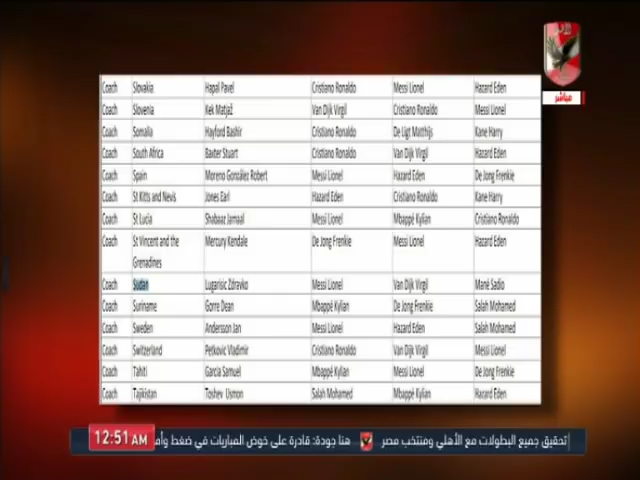 مباشر
Coach Slovakia Hapal Pavel Cristiano Ronaldo Messi Lionel Hazard Eden
Coach Slovenia Kek Matjaž Van Dijk Virgil Cristiano Ronaldo Messi Lionel
Coach Somalia Hayford Bashir Cristiano Ronaldo De Ligt Matthijs Kane Harry
Coach South Africa Baxter Stuart Cristiano Ronaldo Van Dijk Virgil Hazard Eden
Coach Spain Moreno González Robert Messi Lionel Hazard Eden De Jong Frenkie
Coach St Kitts and Nevis Jones Earl Hazard Eden Cristiano Ronaldo Kane Harry
Coach St Lucia Shabaaz Jamaal Messi Lionel Mbappé Kylian Cristiano Ronaldo
Coach St Vincent and the Mercury Kendale De Jong Frenkie Messi Lionel Hazard Eden
Grenadines
Coach Sudan Lugarisic Zdravko Messi Lionel Van Dijk Virgil Mané Sadio
Coach Suriname Gorre Dean Mbappé Kylian De Jong Frenkie Salah Mohamed
Coach Sweden Andersson Jan Messi Lionel Hazard Eden Salah Mohamed
Coach Switzerland Petkovic Vladimir Cristiano Ronaldo Van Dijk Virgil Messi Lionel
Coach Tahiti Garcia Samuel Mbappé Kylian Messi Lionel De Jong Frenkie
Coach Tajikistan Toshev Usmon Salah Mohamed Mbappé Kylian Hazard Eden
تحقيق جميع البطولات مع الأهلي ومنتخب مصر هنا جودة: قادرة على خوض المباريات في ضغط وأم
12:51 AM